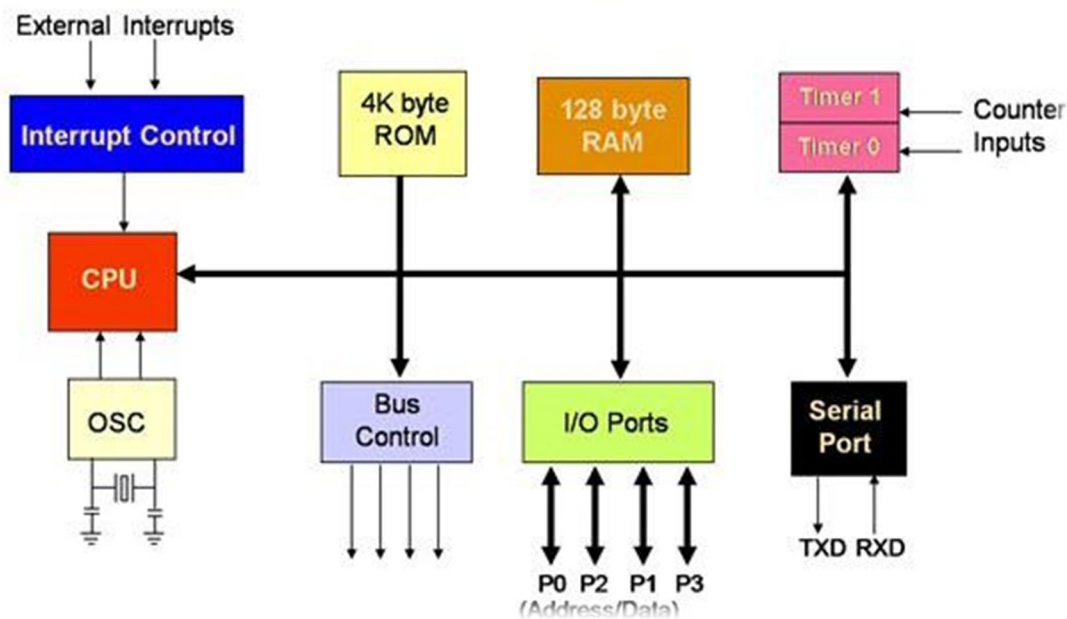 External Interrupts
Interrupt Control
4K byte
ROM
128 byte
RAM
Timer 1
Timer 0
Counter
Inputs
CPU
OSC
Bus
Control
I/O Ports
Serial
Port
TXD RXD
P0 P2 P1 P3
(Address/Data)